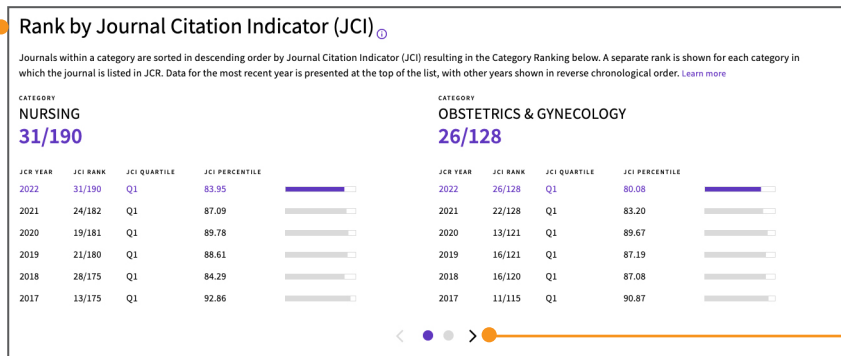 Rank by Journal Citation Indicator (JCI)
Journals within a category are sorted in descending order by Journal Citation Indicator (JCI) resulting in the Category Ranking below. A separate rank is shown for each category in
which the journal is listed in JCR. Data for the most recent year is presented at the top of the list, with other years shown in reverse chronological order. Learn more
CATEGORY
NURSING
31/190
JCR YEAR JCI RANK JCI QUARTILE JCI PERCENTILE
2022 31/190 Q1 83.95
2021 24/182 Q1 87.09
2020 19/181 Q1 89.78
2019 21/180 Q1 88.61
2018 28/175 Q1 84.29
2017 13/175 Q1 92.86
CATEGORY
OBSTETRICS & GYNECOLOGY
26/128
JCR YEAR JCI RANK JCI QUARTILE JCI PERCENTILE
2022 26/128 Q1 80.08
2021 22/128 Q1 83.20
2020 13/121 Q1 89.67
2019 16/121 Q1 87.19
2018 16/120 Q1 87.08
2017 11/115 Q1 90.87